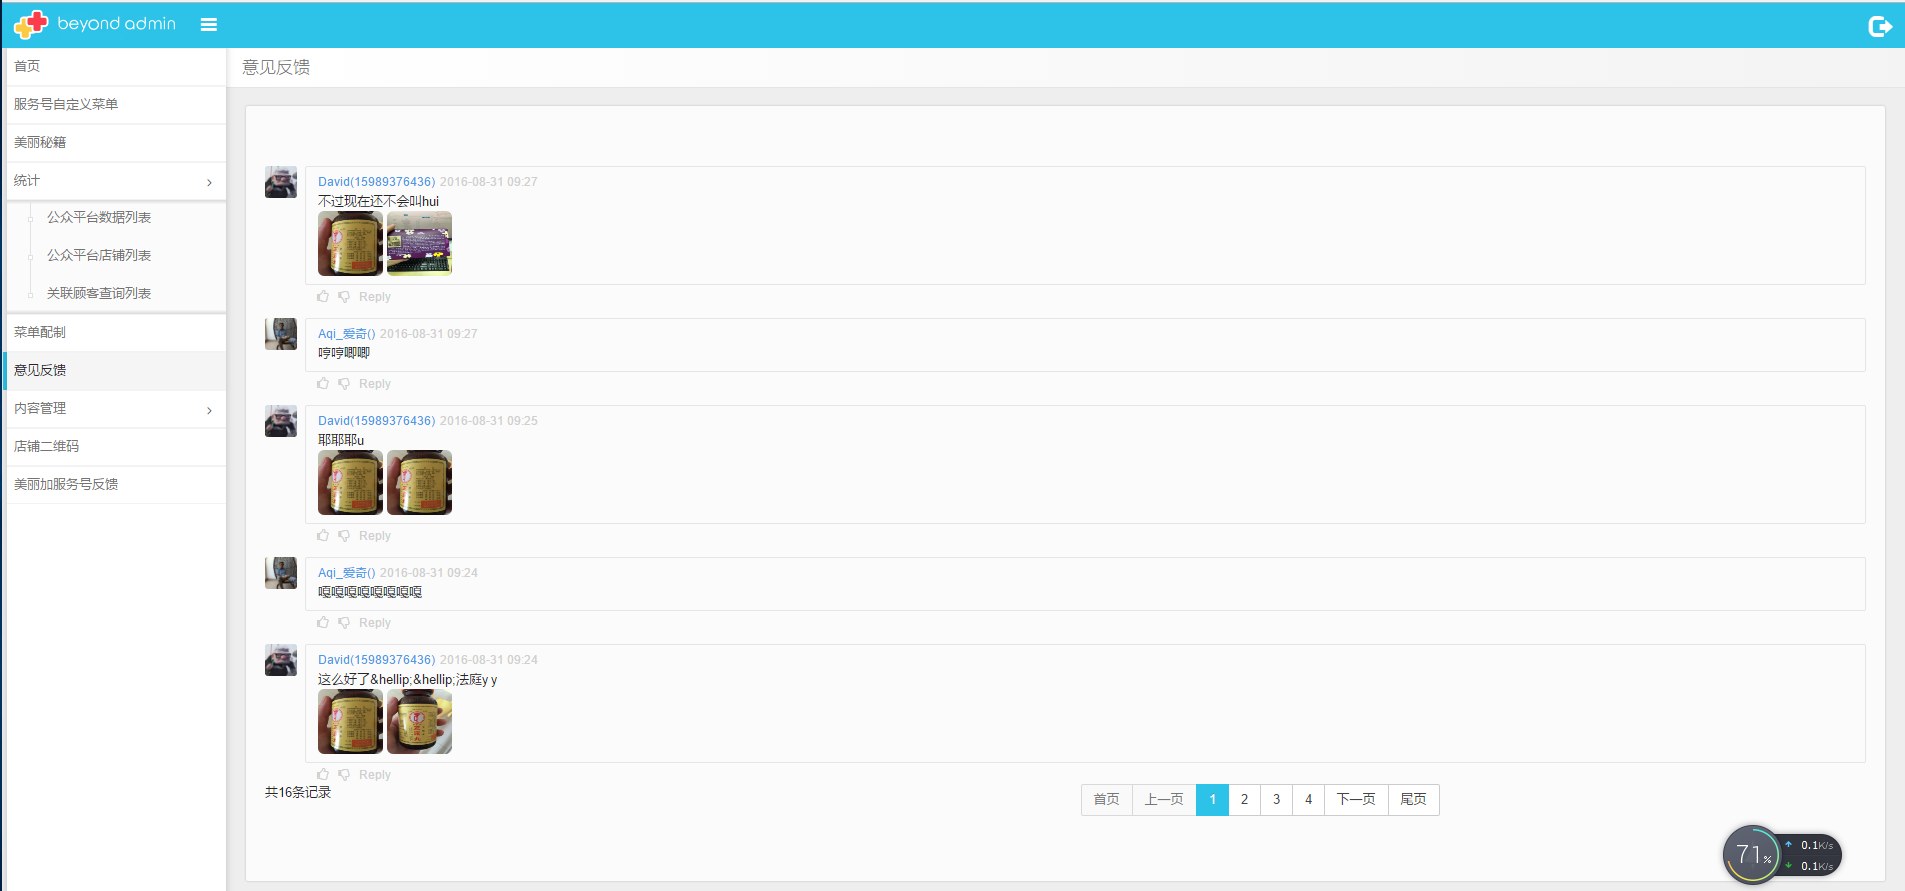 beyond admin
首页
服务号自定义菜单
美丽秘籍
统计
公众平台数据列表
公众平台店铺列表
关联顾客查询列表
菜单配制
意见反馈
内容管理
店铺二维码
美丽加服务号反馈
意见反馈
David(15989376436) 2016-08-31 09:27
不过现在还不会叫hui
Reply
Aqi_爱奇() 2016-08-31 09:27
哼哼唧唧
Reply
David(15989376436) 2016-08-31 09:25
耶耶耶u
Reply
Aqi_爱奇() 2016-08-31 09:24
嘎嘎嘎嘎嘎嘎嘎嘎
Reply
David(15989376436) 2016-08-31 09:24
这么好了&hellip;&hellip;法庭y y
Reply
共16条记录
首页 上一页 1 2 3 4 下一页 尾页
71%
0.1K/s
0.1K/s